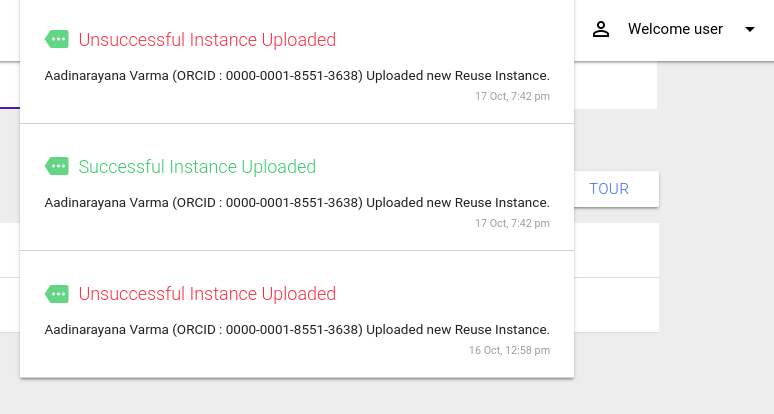 Unsuccessful Instance Uploaded
Welcome user
Aadinarayana Varma (ORCID : 0000-0001-8551-3638) Uploaded new Reuse Instance.
17 Oct, 7:42 pm
Successful Instance Uploaded
TOUR
Aadinarayana Varma (ORCID : 0000-0001-8551-3638) Uploaded new Reuse Instance.
17 Oct, 7:42 pm
Unsuccessful Instance Uploaded
Aadinarayana Varma (ORCID : 0000-0001-8551-3638) Uploaded new Reuse Instance.
16 Oct, 12:58 pm